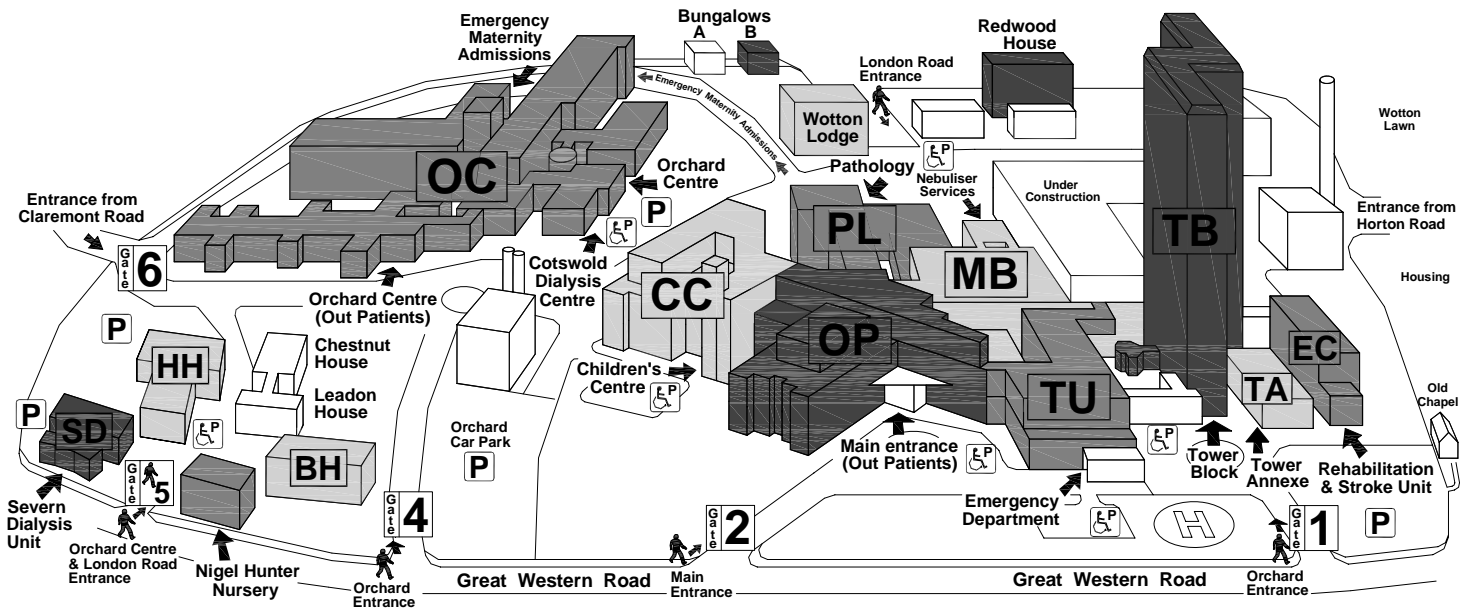 Emergency
Maternity
Admissions
Bungalows
A
B
Redwood
House
London Road
Entrance
Emergency Maternity Admissions
Wotton
Lodge
Wotton
Lawn
P
Nebuliser
Services
Pathology
Under
Construction
OC
Orchard
Centre
P
P
PL
TB
MB
Entrance from
Horton Road
Entrance from
Claremont Road
Gate
6
Cotswold
Dialysis
Centre
CC
Housing
Orchard Centre
(Out Patients)
P
OP
EC
Chestnut
House
HH
Children's
Centre
P
TU
TA
Leadon
House
Old
Chapel
P
SD
P
Orchard
Car Park
P
BH
Main entrance
(Out Patients)
P
P
Tower
Block
Tower
Annexe
Rehabilitation
& Stroke Unit
Gate
5
Severn
Dialysis
Unit
Emergency
Department
P
H
Gate
4
Gate
2
Gate
1
P
Orchard Centre
& London Road
Entrance
Nigel Hunter
Nursery
Orchard
Entrance
Great Western Road
Main
Entrance
Great Western Road
Orchard
Entrance